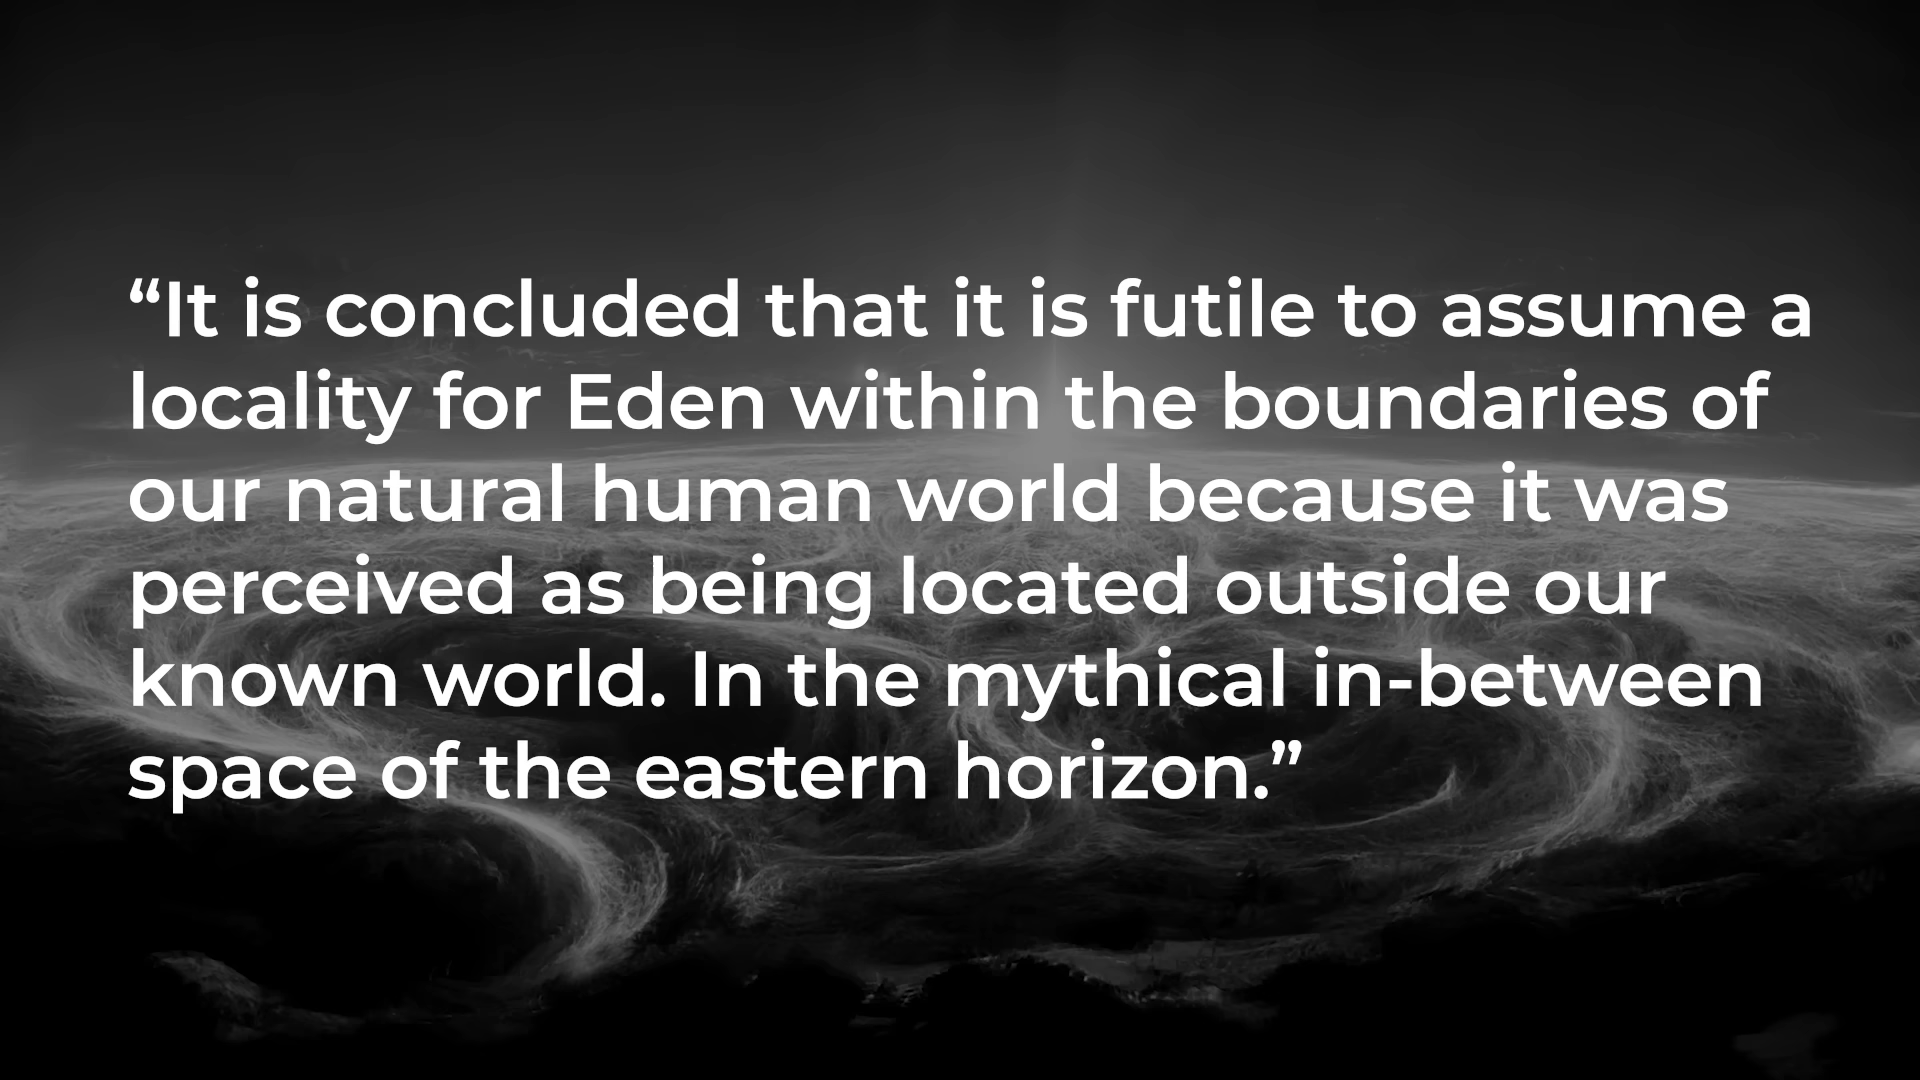 “It is concluded that it is futile to assume a
locality for Eden within the boundaries of
our natural human world because it was
perceived as being located outside our
known world. In the mythical in-between
space of the eastern horizon.”